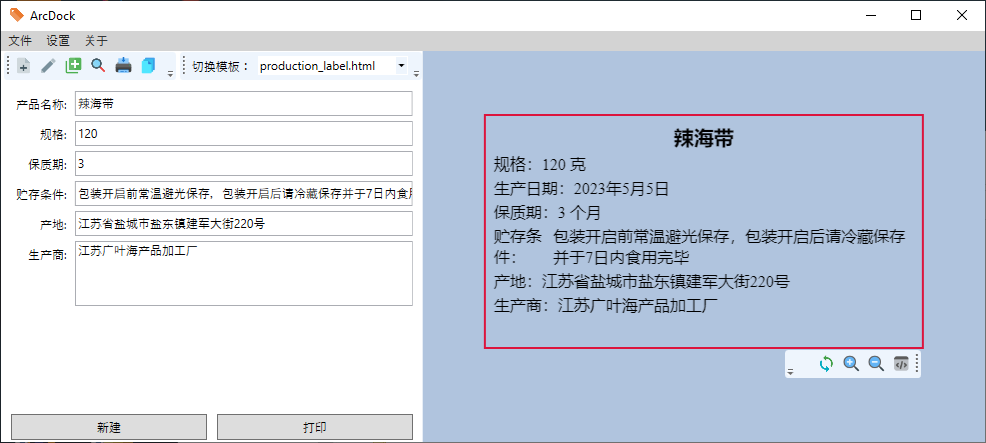 ArcDock
文件 设置 关于
切换模板： production_label.html
产品名称: 辣海带
规格: 120
保质期: 3
贮存条件: 包装开启前常温避光保存，包装开启后请冷藏保存并于7日内食用
产地: 江苏省盐城市盐东镇建军大街220号
生产商: 江苏广叶海产品加工厂
新建 打印
辣海带
规格：120 克
生产日期：2023年5月5日
保质期：3 个月
贮存条 包装开启前常温避光保存，包装开启后请冷藏保存
件： 并于7日内食用完毕
产地：江苏省盐城市盐东镇建军大街220号
生产商：江苏广叶海产品加工厂